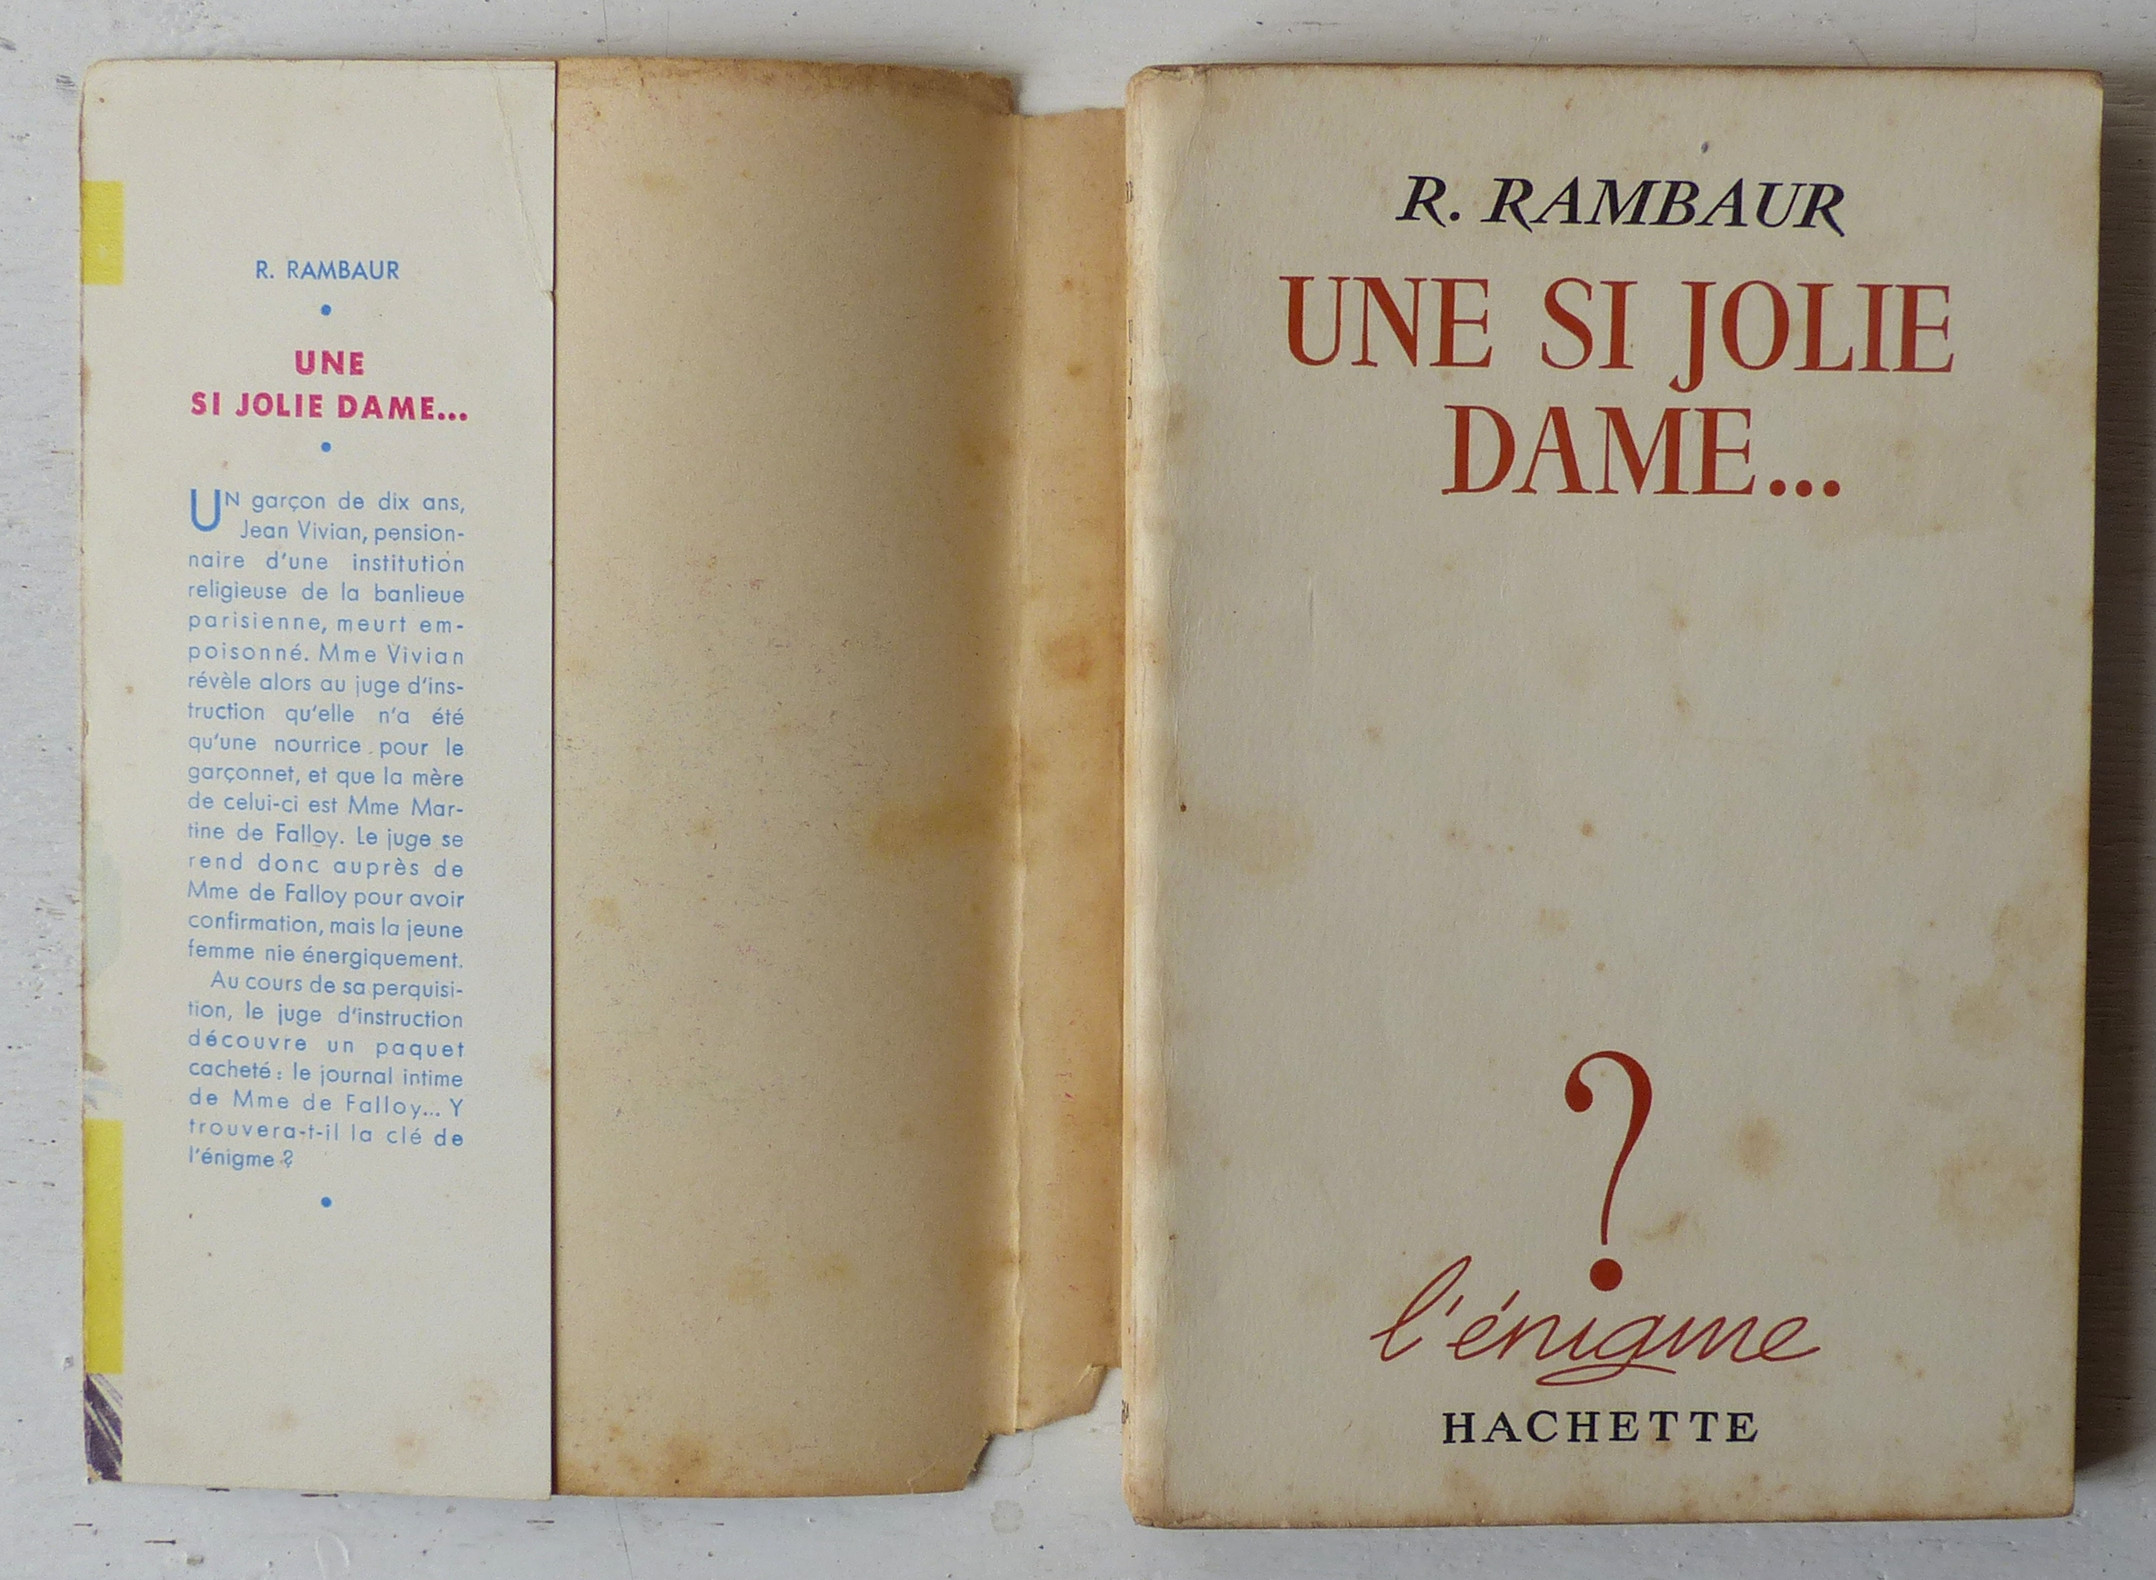 R. RAMBAUR
UNE
SI JOLIE DAME...
UN garçon de dix ans,
Jean Vivian, pension-
naire d'une institution
religieuse de la banlieue
parisienne, meurt em-
poisonné. Mme Vivian
révèle alors au juge d'ins-
truction qu'elle n'a été
qu'une nourrice pour le
garçonnet, et que la mère
de celui-ci est Mme Mar-
tine de Falloy. Le juge se
rend donc auprès de
Mme de Falloy pour avoir
confirmation, mais la jeune
femme nie énergiquement.
Au cours de sa perquisi-
tion, le juge d'instruction
découvre un paquet
cacheté : le journal intime
de Mme de Falloy... Y
trouvera-t-il la clé de
l'énigme ?
R. RAMBAUR
UNE SI JOLIE
DAME...
?
l'énigme
HACHETTE